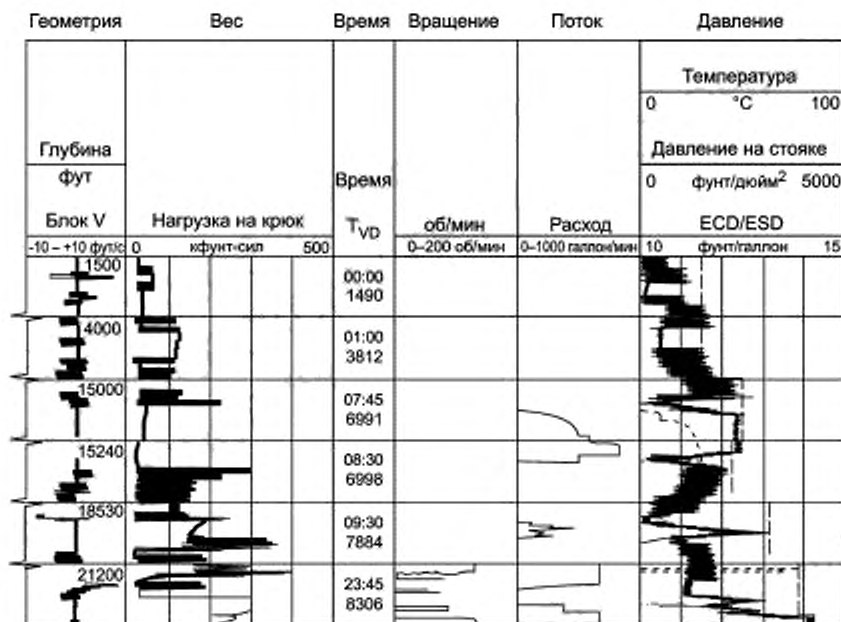 Геометрия Вес Время Вращение Поток Давление
Температура
0 °C 100
Глубина
Давление на стояке
фут
Время
0 фунт/дюйм² 5000
Блок V Нагрузка на крюк TVD об/мин Расход ECD/ESD
-10 – +10 фут/с 0 кфунт•сил 500 0–200 об/мин 0–1000 галлон/мин 10 фунт/галлон 15
1500
00:00
1490
4000
01:00
3812
15000
07:45
6991
15240
08:30
6998
18530
09:30
7884
21200
23:45
8306